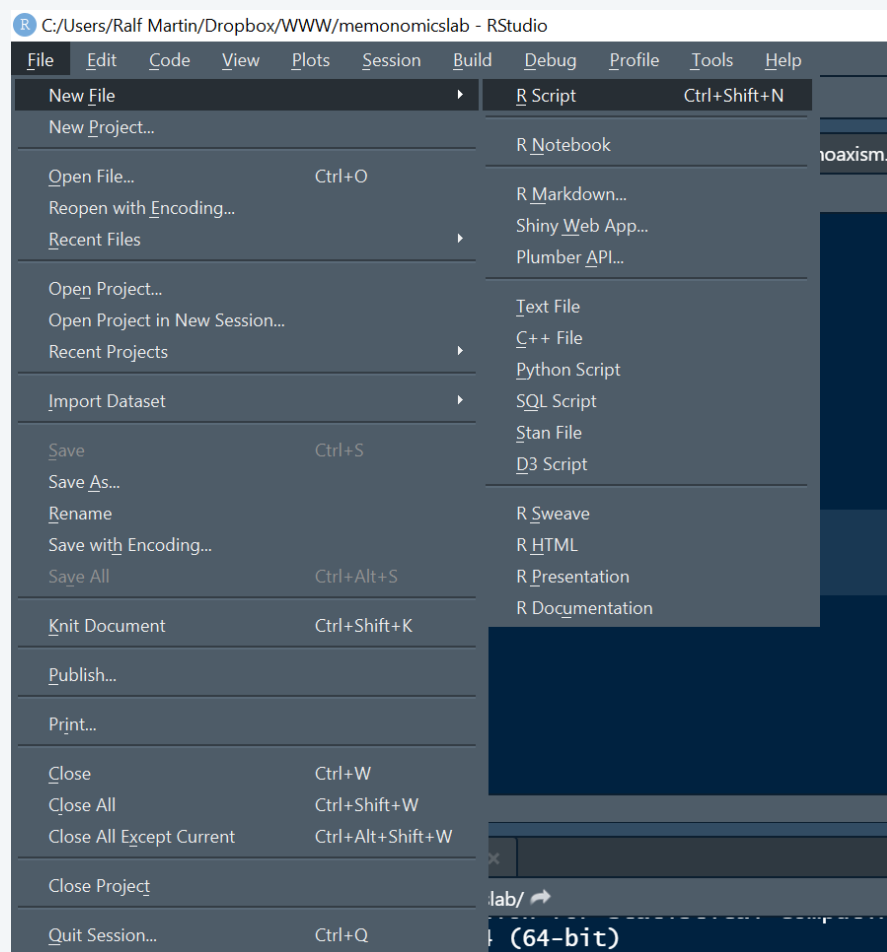 R C:/Users/Ralf Martin/Dropbox/WWW/memonomicslab - RStudio
File Edit Code View Plots Session Build Debug Profile Tools Help
New File
New Project...
Open File... Ctrl+O
Reopen with Encoding...
Recent Files
Open Project...
Open Project in New Session...
Recent Projects
Import Dataset
Save Ctrl+S
Save As...
Rename
Save with Encoding...
Save All Ctrl+Alt+S
Knit Document Ctrl+Shift+K
Publish...
Print...
Close Ctrl+W
Close All Ctrl+Shift+W
Close All Except Current Ctrl+Alt+Shift+W
Close Project
Quit Session... Ctrl+Q
R Script Ctrl+Shift+N
R Notebook
R Markdown...
Shiny Web App...
Plumber API...
Text File
C++ File
Python Script
SQL Script
Stan File
D3 Script
R Sweave
R HTML
R Presentation
R Documentation
noaxism.
lab/
4 (64-bit)